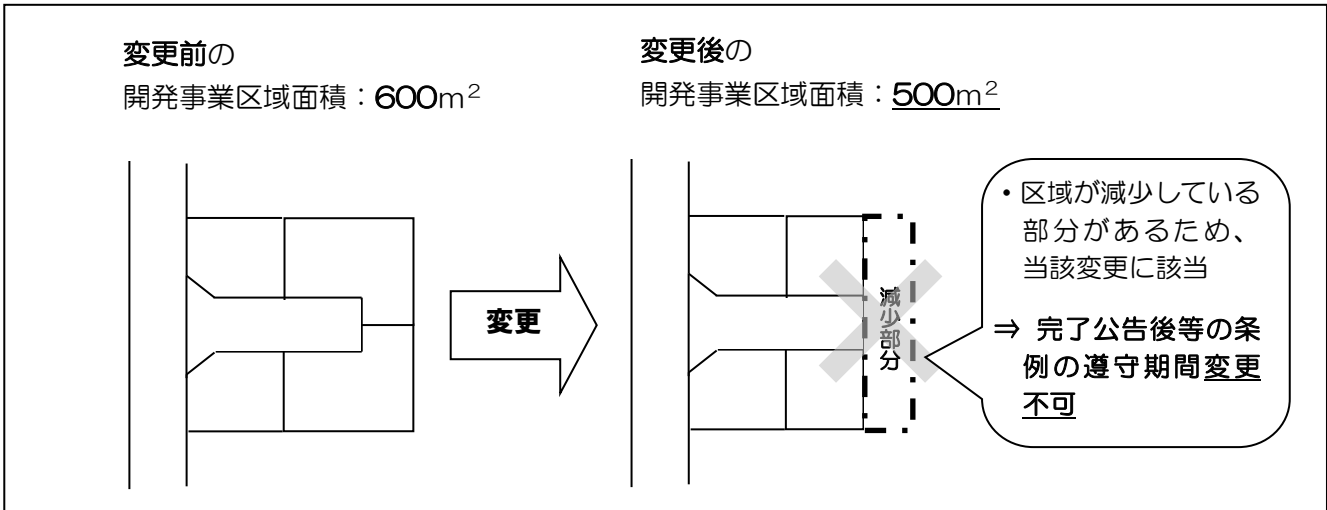 変更前の
開発事業区域面積：600m²
変更後の
開発事業区域面積：500m²
変更
減少部分
・区域が減少している
部分があるため、
当該変更に該当
⇒ 完了公告後等の条
例の遵守期間変更
不可